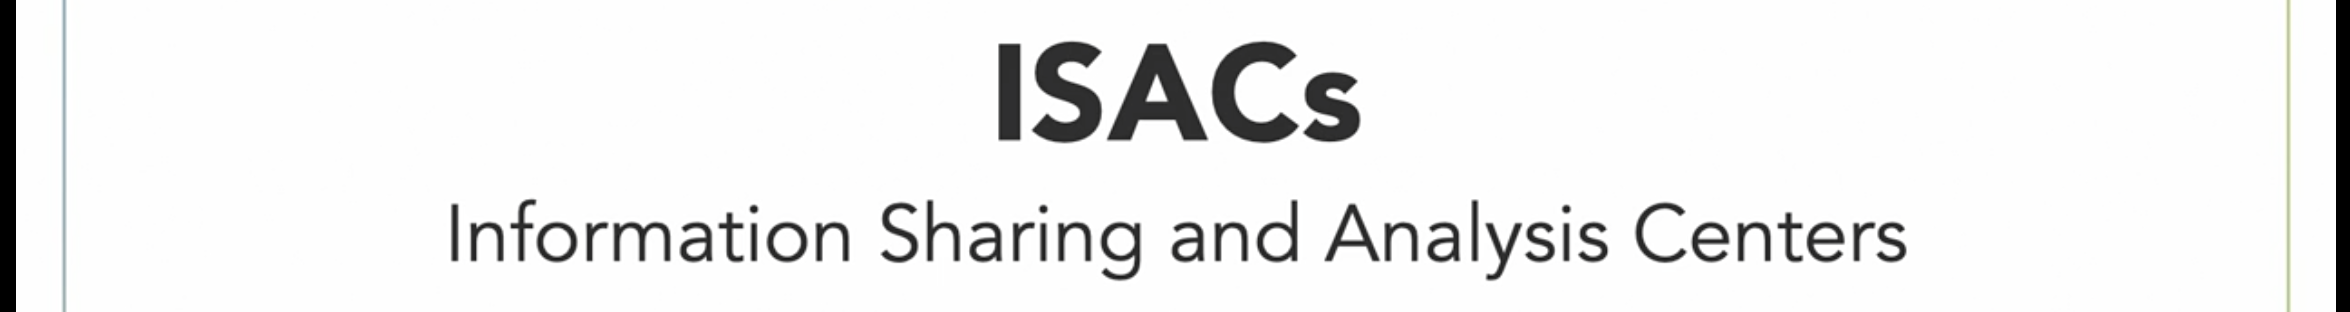 ISACs
Information Sharing and Analysis Centers